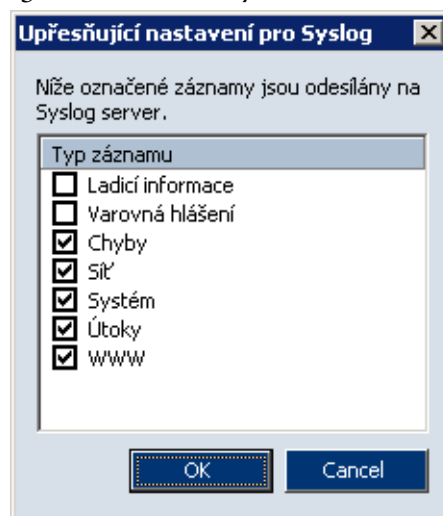 Upřesňující nastavení pro Syslog
Níže označené záznamy jsou odesílány na
Syslog server.
Typ záznamu
Ladicí informace
Varovná hlášení
Chyby
Síť
Systém
Útoky
WWW
OK
Cancel